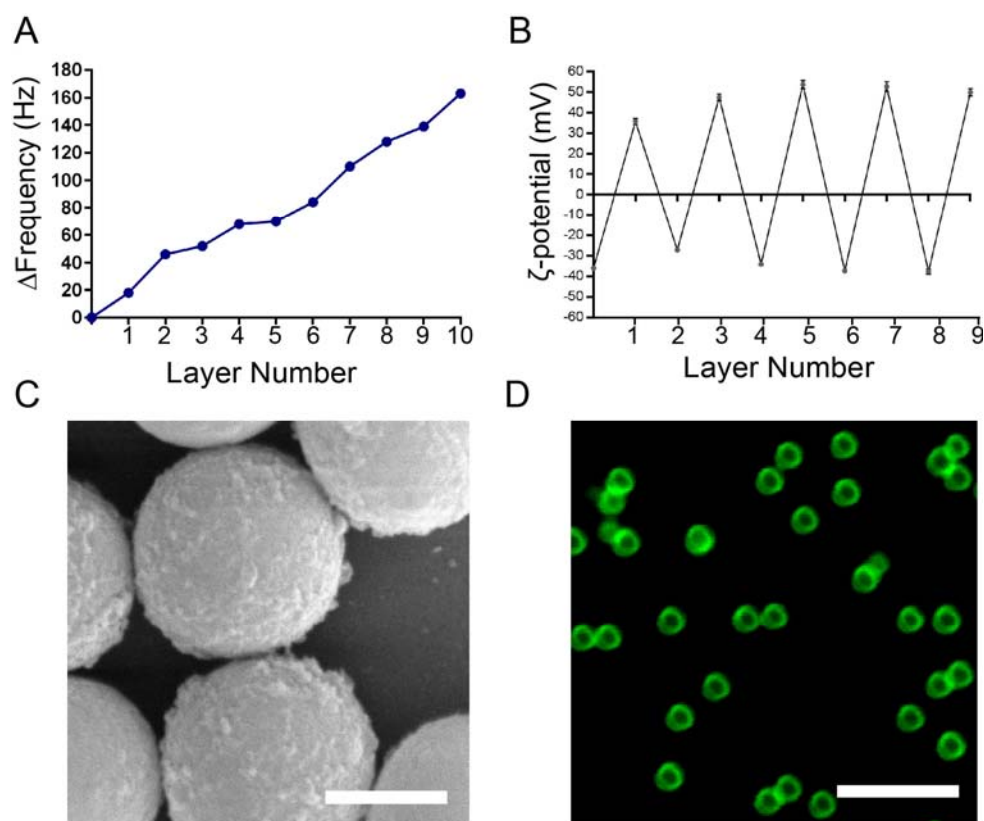 A
ΔFrequency (Hz)
180
160
140
120
100
80
60
40
20
0
1 2 3 4 5 6 7 8 9 10
Layer Number
B
ζ-potential (mV)
60
50
40
30
20
10
0
-10
-20
-30
-40
-50
-60
1 2 3 4 5 6 7 8 9
Layer Number
C
D